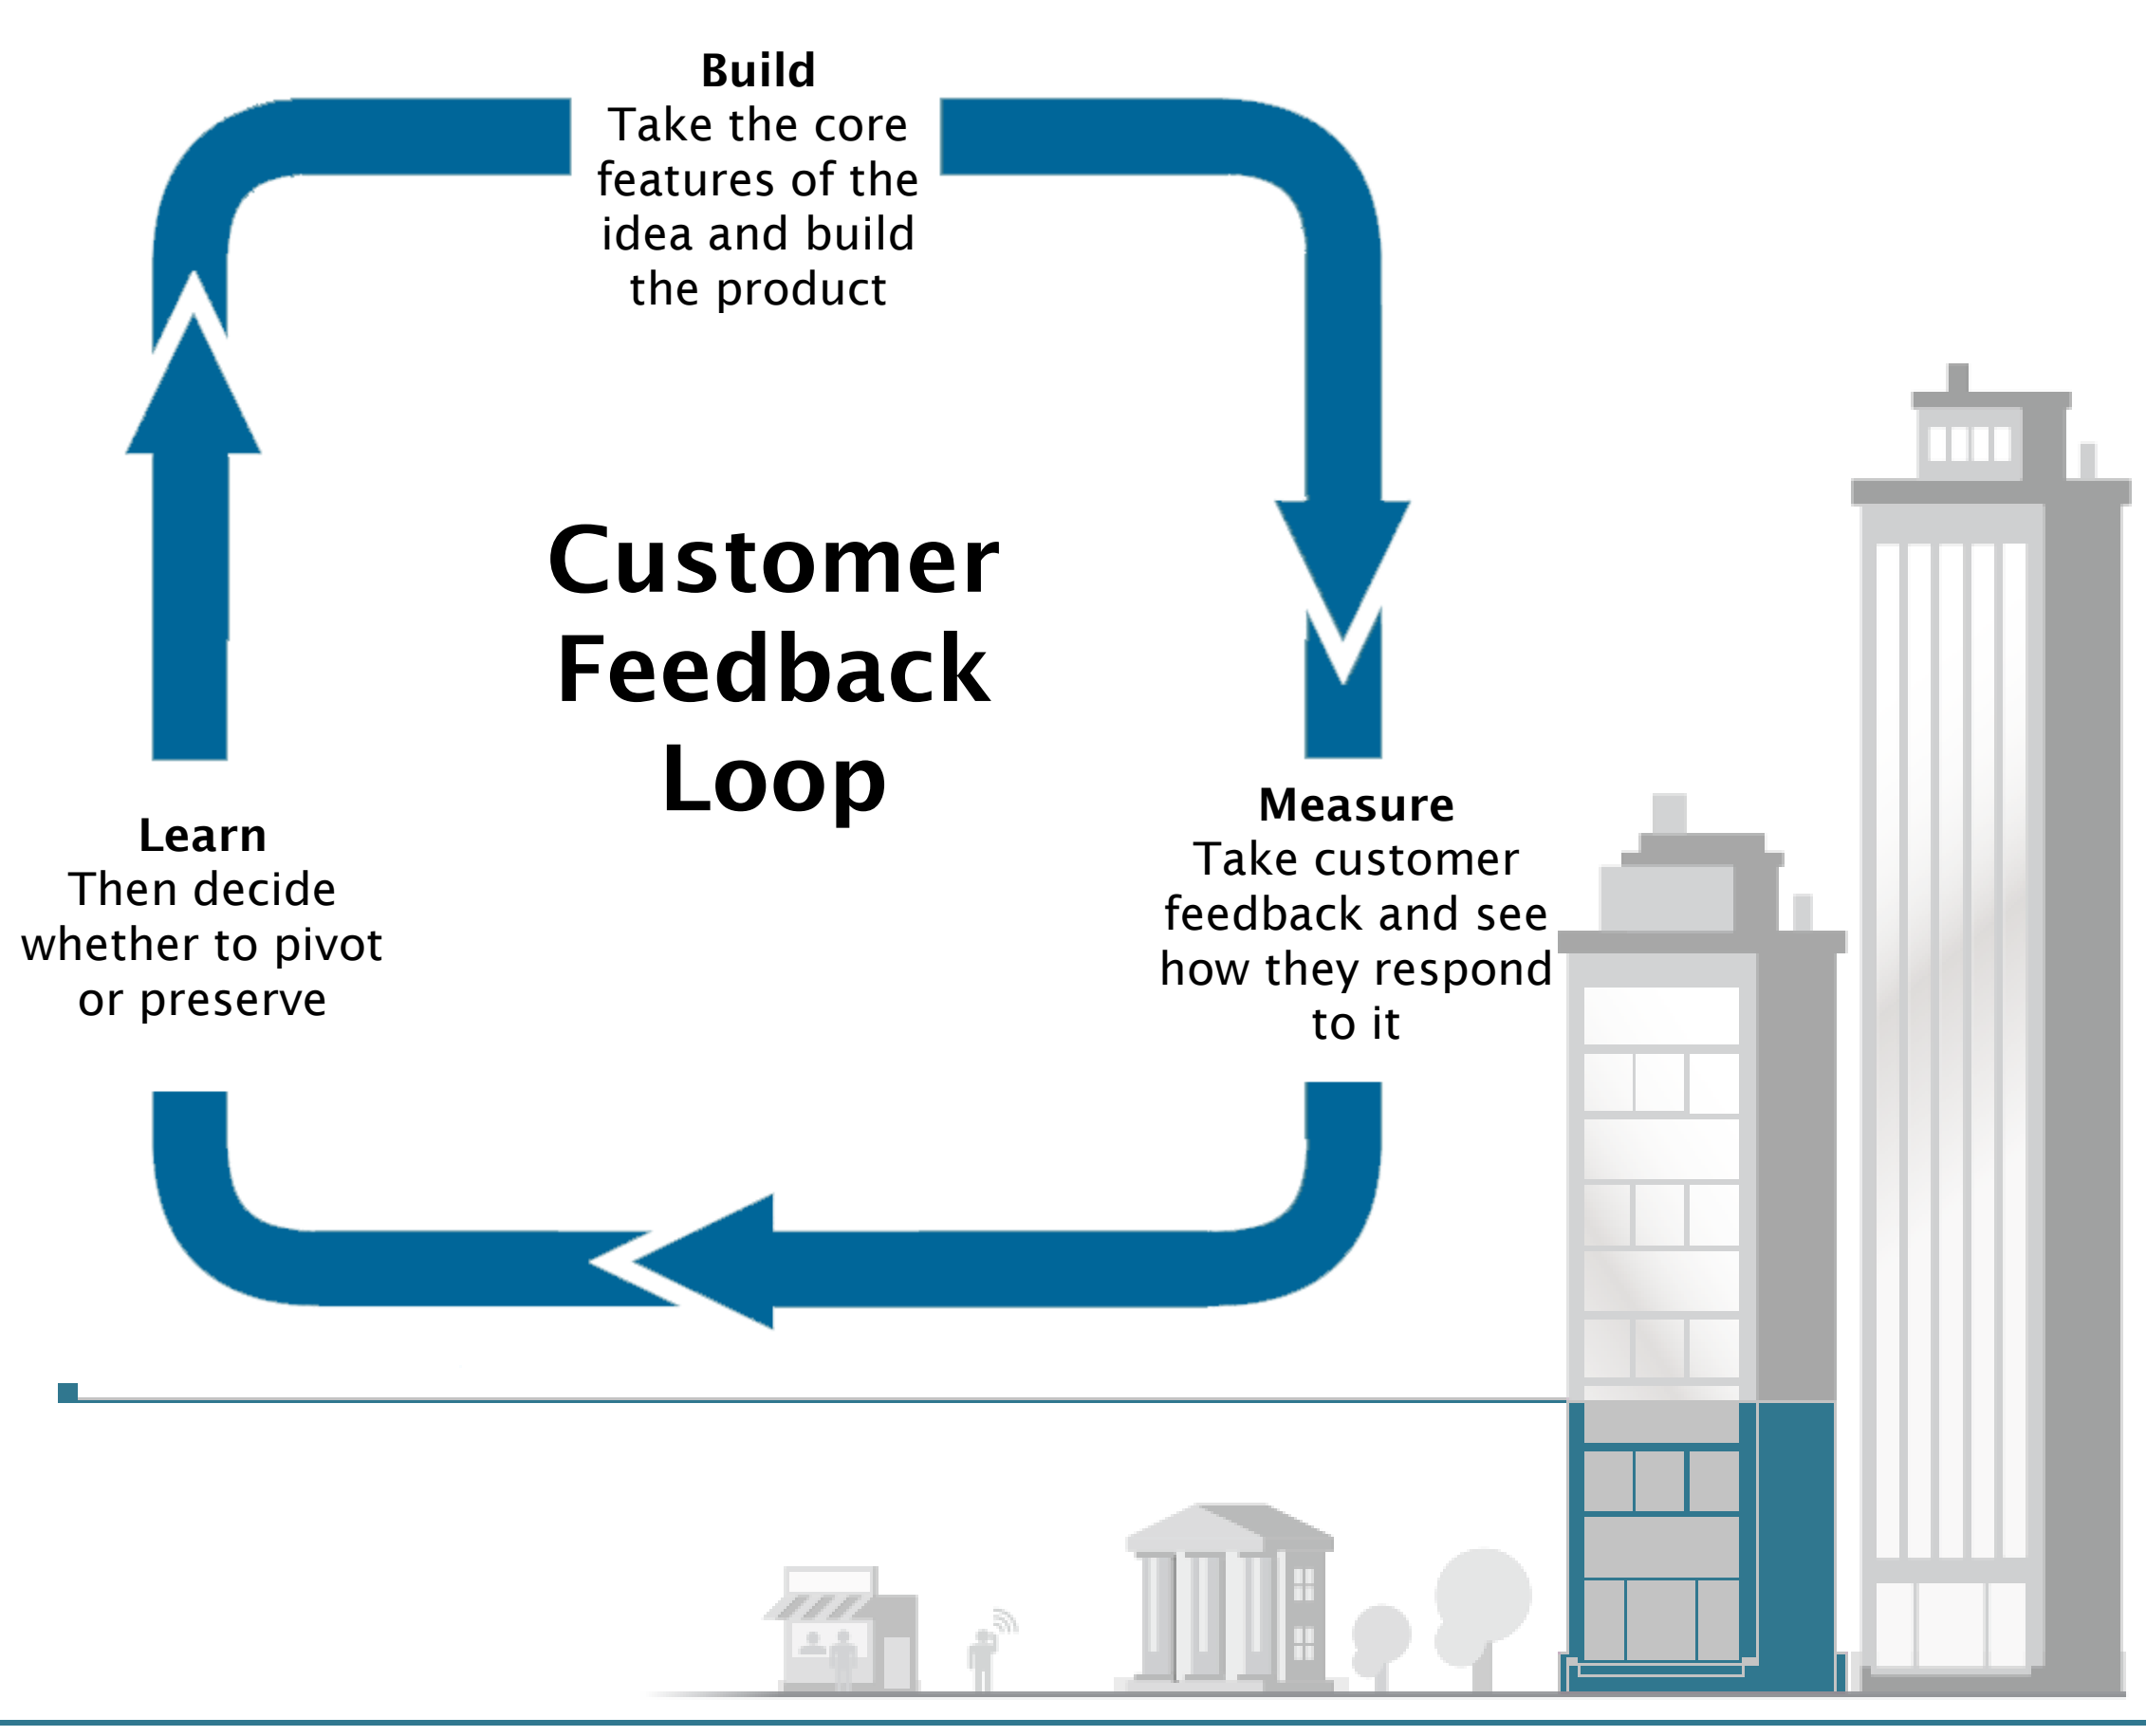 Build
Take the core
features of the
idea and build
the product
Customer
Feedback
Loop
Measure
Take customer
feedback and see
how they respond
to it
Learn
Then decide
whether to pivot
or preserve